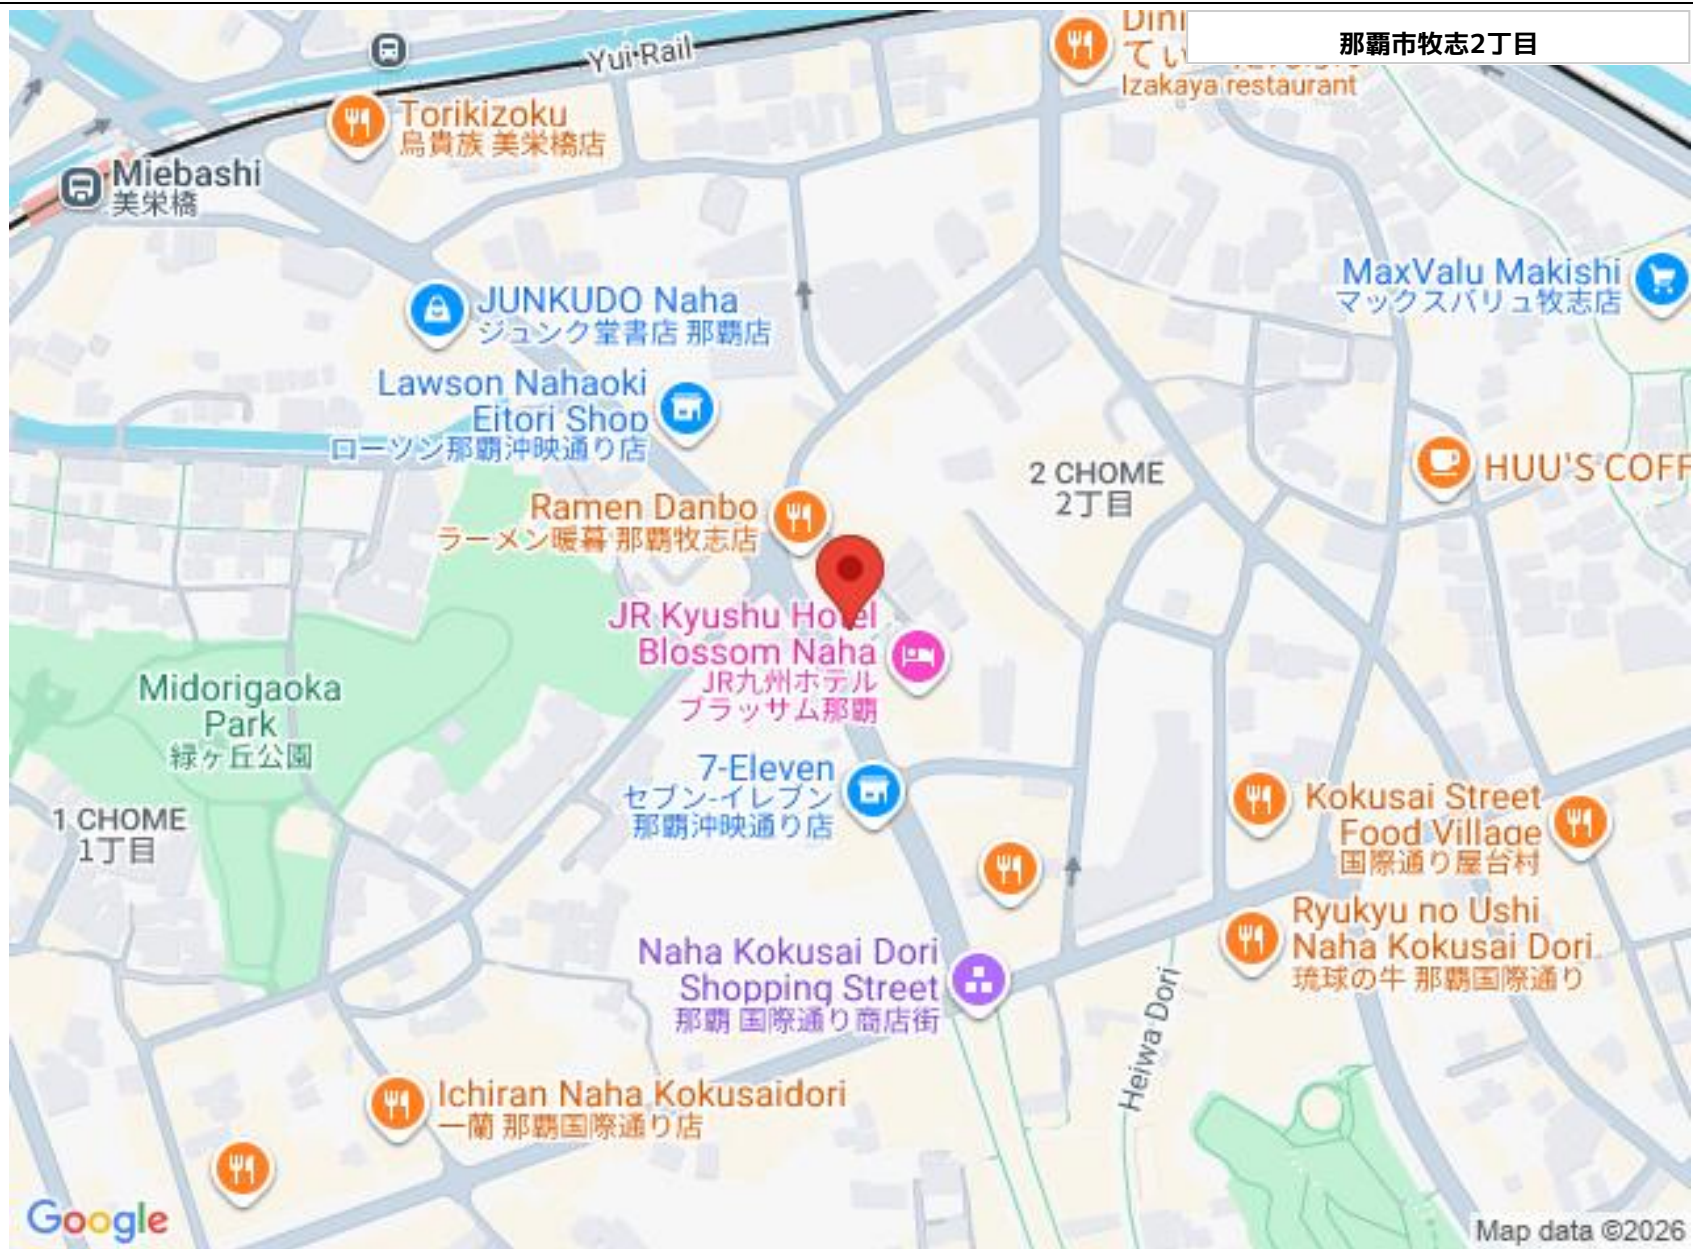 那覇市牧志2丁目
Yui Rail
Izakaya restaurant
Torikizoku
鳥貴族 美栄橋店
Miebashi
美栄橋
MaxValu Makishi
マックスバリュ牧志店
JUNKUDO Naha
ジュンク堂書店 那覇店
Lawson Nahaoki
Eitori Shop
ローソン那覇沖映通り店
2 CHOME
2丁目
HUU'S COFF
Ramen Danbo
ラーメン暖暮 那覇牧志店
JR Kyushu Hotel
Blossom Naha
JR九州ホテル
ブラッサム那覇
Midorigaoka
Park
緑ヶ丘公園
7-Eleven
セブン-イレブン
那覇沖映通り店
1 CHOME
1丁目
Kokusai Street
Food Village
国際通り屋台村
Ryukyu no Ushi
Naha Kokusai Dori
琉球の牛 那覇国際通り
Naha Kokusai Dori
Shopping Street
那覇 国際通り商店街
Heiwa Dori
Ichiran Naha Kokusaidori
一蘭 那覇国際通り店
Google
Map data ©2026